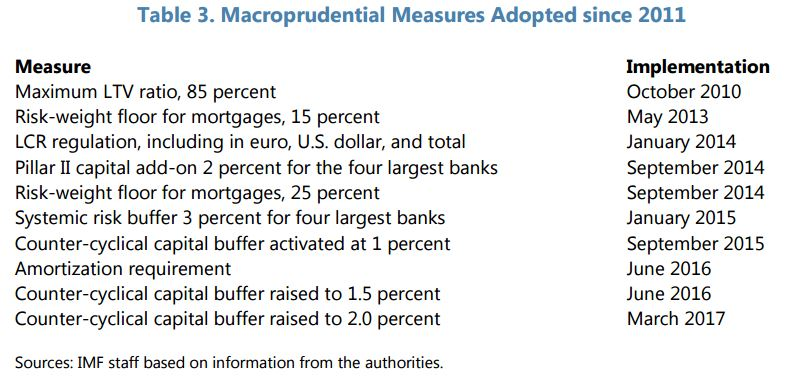 Table 3. Macroprudential Measures Adopted since 2011
Measure Implementation
Maximum LTV ratio, 85 percent October 2010
Risk-weight floor for mortgages, 15 percent May 2013
LCR regulation, including in euro, U.S. dollar, and total January 2014
Pillar II capital add-on 2 percent for the four largest banks September 2014
Risk-weight floor for mortgages, 25 percent September 2014
Systemic risk buffer 3 percent for four largest banks January 2015
Counter-cyclical capital buffer activated at 1 percent September 2015
Amortization requirement June 2016
Counter-cyclical capital buffer raised to 1.5 percent June 2016
Counter-cyclical capital buffer raised to 2.0 percent March 2017
Sources: IMF staff based on information from the authorities.